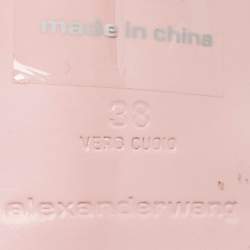 made in china
38
VERO CUOIO
alexanderwang